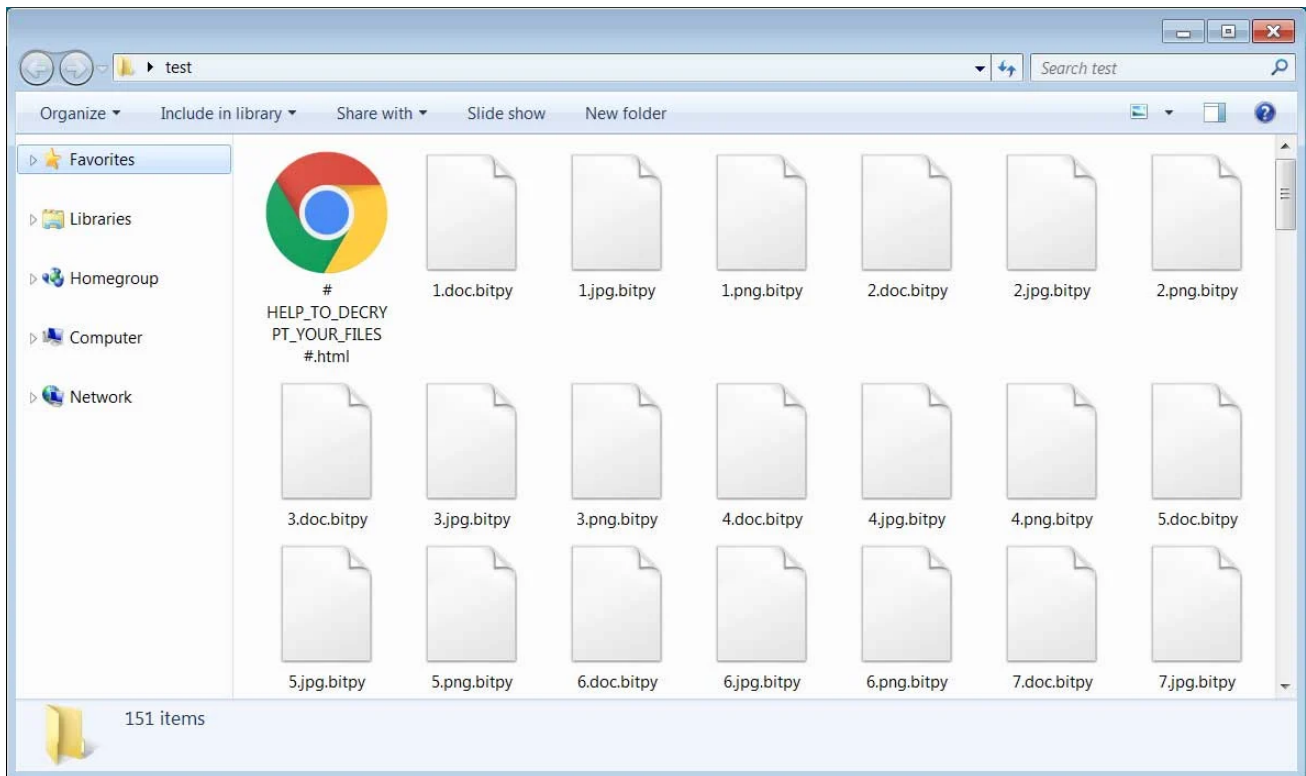 test
Search test
Organize
Include in library
Share with
Slide show
New folder
Favorites
Libraries
Homegroup
Computer
Network
#
HELP_TO_DECRY
PT_YOUR_FILES
#.html
1.doc.bitpy
1.jpg.bitpy
1.png.bitpy
2.doc.bitpy
2.jpg.bitpy
2.png.bitpy
3.doc.bitpy
3.jpg.bitpy
3.png.bitpy
4.doc.bitpy
4.jpg.bitpy
4.png.bitpy
5.doc.bitpy
5.jpg.bitpy
5.png.bitpy
6.doc.bitpy
6.jpg.bitpy
6.png.bitpy
7.doc.bitpy
7.jpg.bitpy
151 items